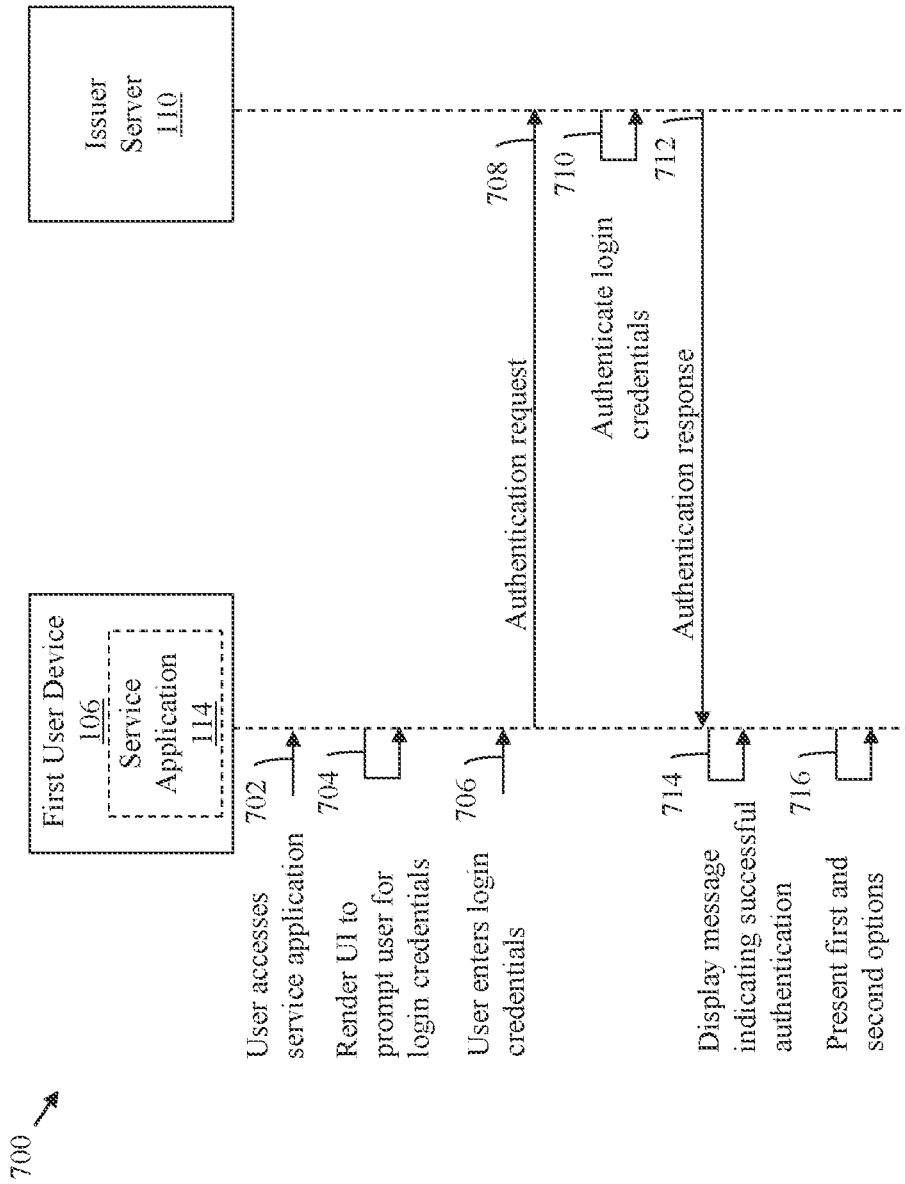 700
First User Device
106
Service
Application
114
Issuer
Server
110
User accesses
service application
702
Render UI to
prompt user for
login credentials
704
User enters login
credentials
706
Authentication request
708
Authenticate login
credentials
710
Authentication response
712
Display message
indicating successful
authentication
714
Present first and
second options
716